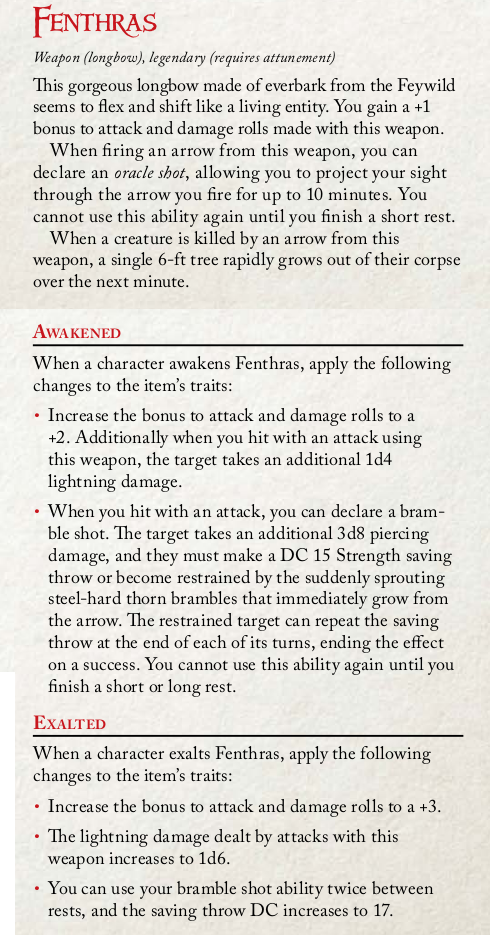 FENTHRAS
Weapon (longbow), legendary (requires attunement)
This gorgeous longbow made of everbark from the Feywild
seems to flex and shift like a living entity. You gain a +1
bonus to attack and damage rolls made with this weapon.
When firing an arrow from this weapon, you can
declare an oracle shot, allowing you to project your sight
through the arrow you fire for up to 10 minutes. You
cannot use this ability again until you finish a short rest.
When a creature is killed by an arrow from this
weapon, a single 6-ft tree rapidly grows out of their corpse
over the next minute.
AWAKENED
When a character awakens Fenthras, apply the following
changes to the item's traits:
• Increase the bonus to attack and damage rolls to a
+2. Additionally when you hit with an attack using
this weapon, the target takes an additional 1d4
lightning damage.
• When you hit with an attack, you can declare a bram-
ble shot. The target takes an additional 3d8 piercing
damage, and they must make a DC 15 Strength saving
throw or become restrained by the suddenly sprouting
steel-hard thorn brambles that immediately grow from
the arrow. The restrained target can repeat the saving
throw at the end of each of its turns, ending the effect
on a success. You cannot use this ability again until you
finish a short or long rest.
EXALTED
When a character exalts Fenthras, apply the following
changes to the item's traits:
• Increase the bonus to attack and damage rolls to a +3.
• The lightning damage dealt by attacks with this
weapon increases to 1d6.
• You can use your bramble shot ability twice between
rests, and the saving throw DC increases to 17.